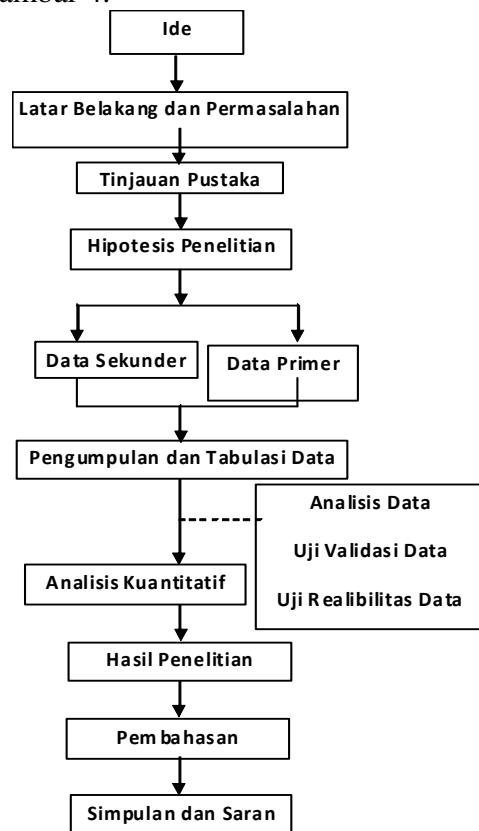 Ide
Latar Belakang dan Permasalahan
Tinjauan Pustaka
Hipotesis Penelitian
Data Sekunder
Data Primer
Pengumpulan dan Tabulasi Data
Analisis Data
Uji Validasi Data
Uji Realibilitas Data
Analisis Kuantitatif
Hasil Penelitian
Pembahasan
Simpulan dan Saran